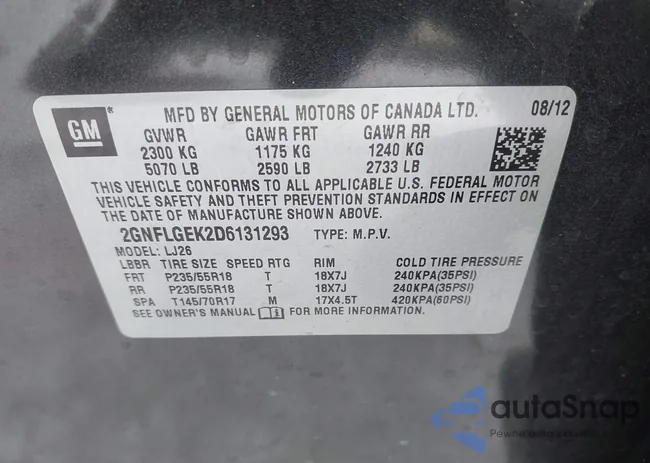 GM
MFD BY GENERAL MOTORS OF CANADA LTD. 08/12
GVWR GAWR FRT GAWR RR
2300 KG 1175 KG 1240 KG
5070 LB 2590 LB 2733 LB
THIS VEHICLE CONFORMS TO ALL APPLICABLE U.S. FEDERAL MOTOR
VEHICLE SAFETY AND THEFT PREVENTION STANDARDS IN EFFECT ON
THE DATE OF MANUFACTURE SHOWN ABOVE.
2GNFLGEK2D6131293 TYPE: M.P.V.
MODEL: LJ26
LBBR TIRE SIZE SPEED RTG RIM COLD TIRE PRESSURE
FRT P235/55R18 T 18X7J 240KPA(35PSI)
RR P235/55R18 T 18X7J 240KPA(35PSI)
SPA T145/70R17 M 17X4.5T 420KPA(60PSI)
SEE OWNER'S MANUAL FOR MORE INFORMATION.
autoSnap